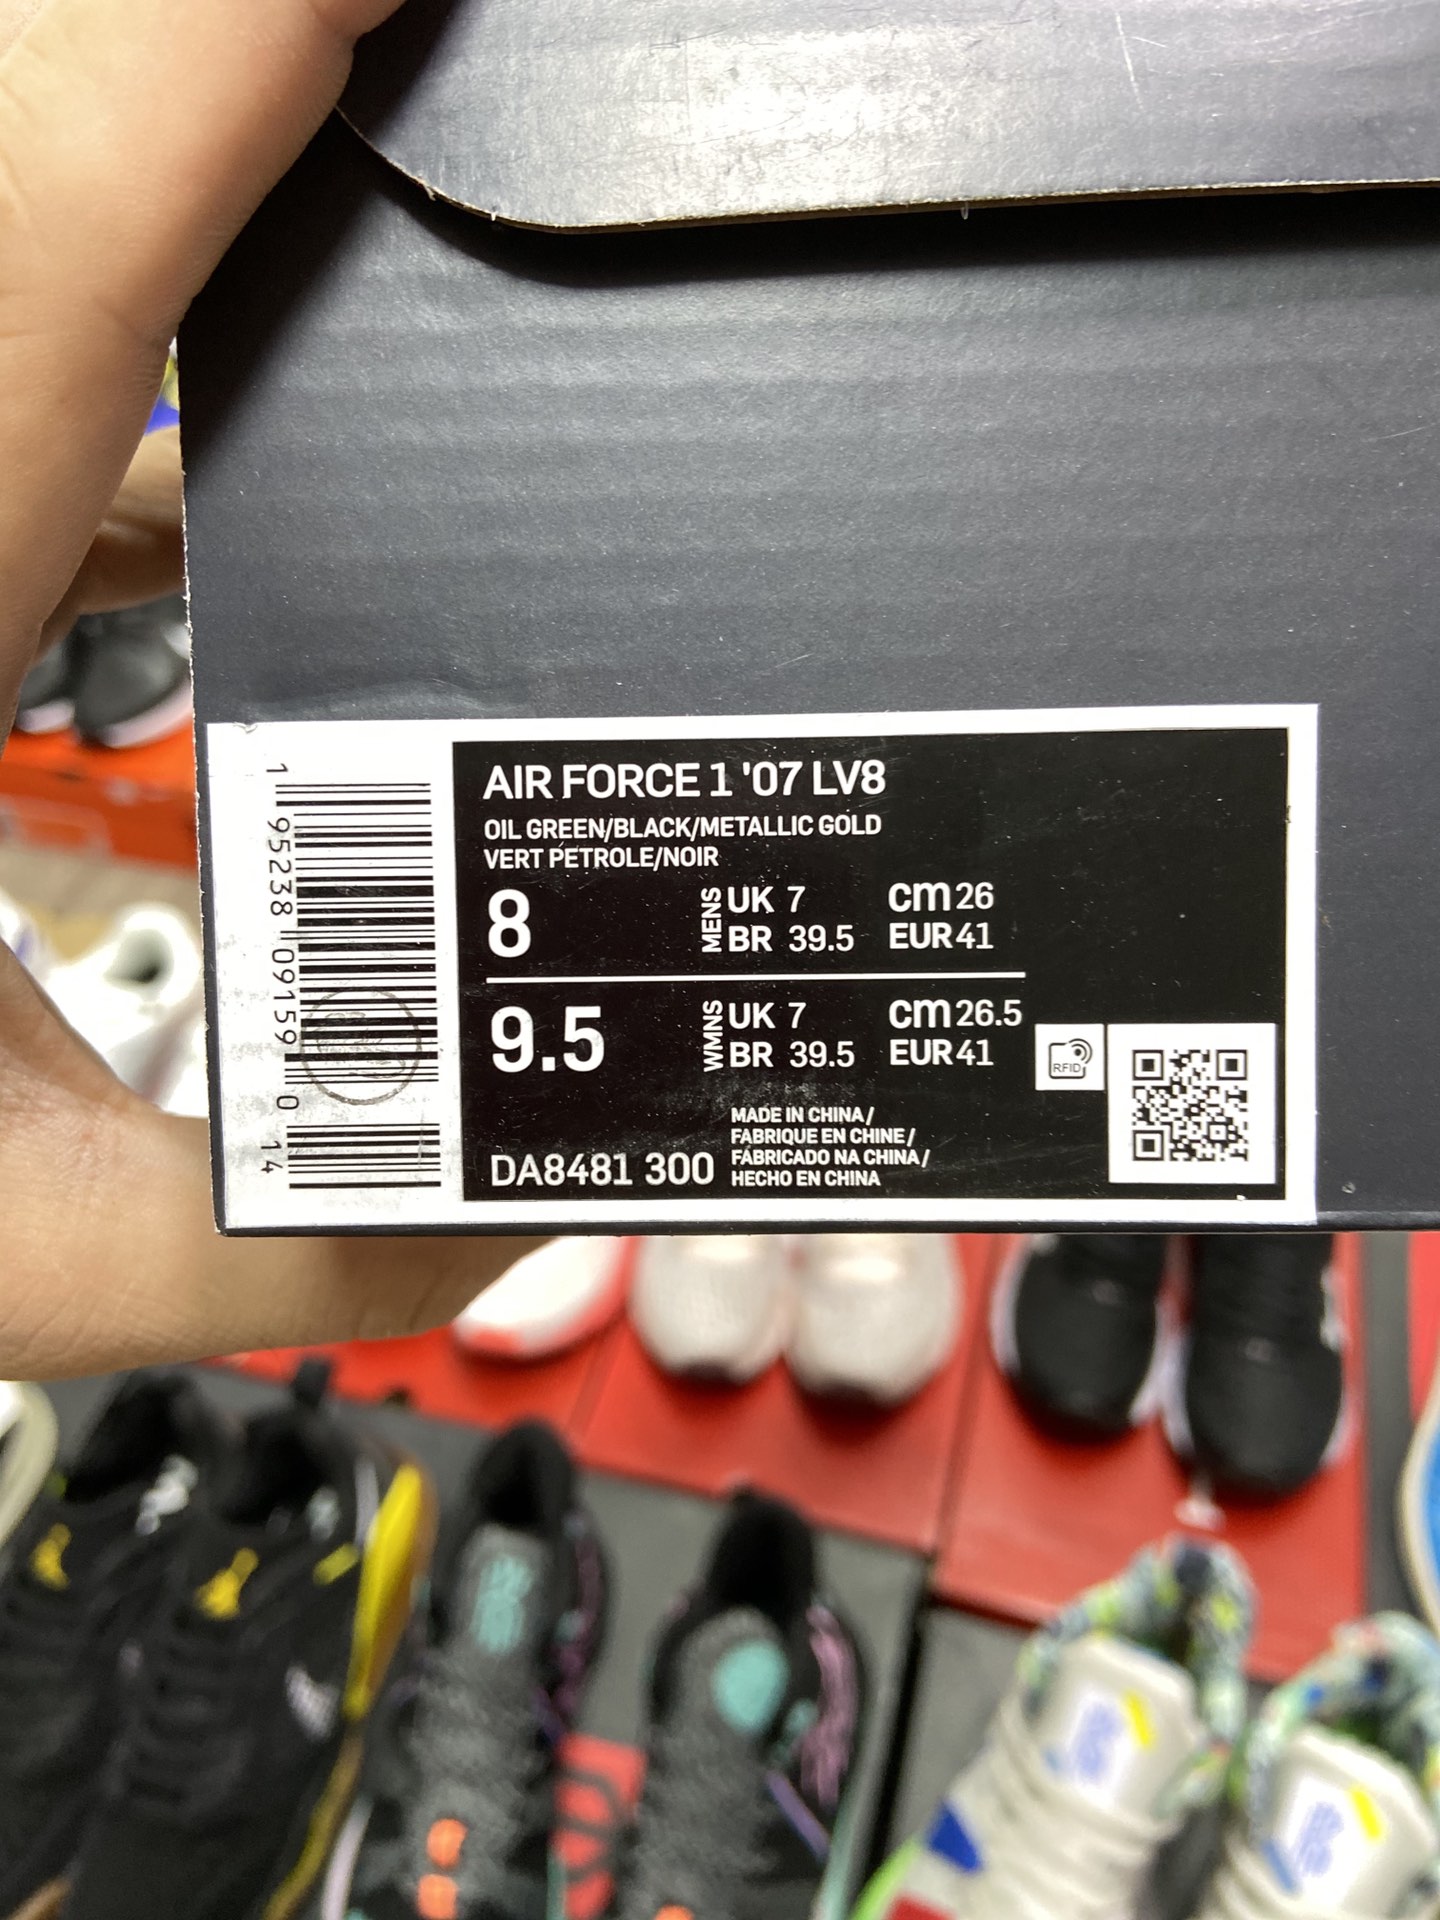 AIR FORCE 1 '07 LV8
OIL GREEN/BLACK/METALLIC GOLD
VERT PETROLE/NOIR
8
MENS
UK 7
cm 26
BR 39.5
EUR 41
9.5
WMNS
UK 7
cm 26.5
BR 39.5
EUR 41
RFID
DA8481 300
MADE IN CHINA/
FABRIQUE EN CHINE/
FABRICADO NA CHINA/
HECHO EN CHINA
1 95238 09159 0 14